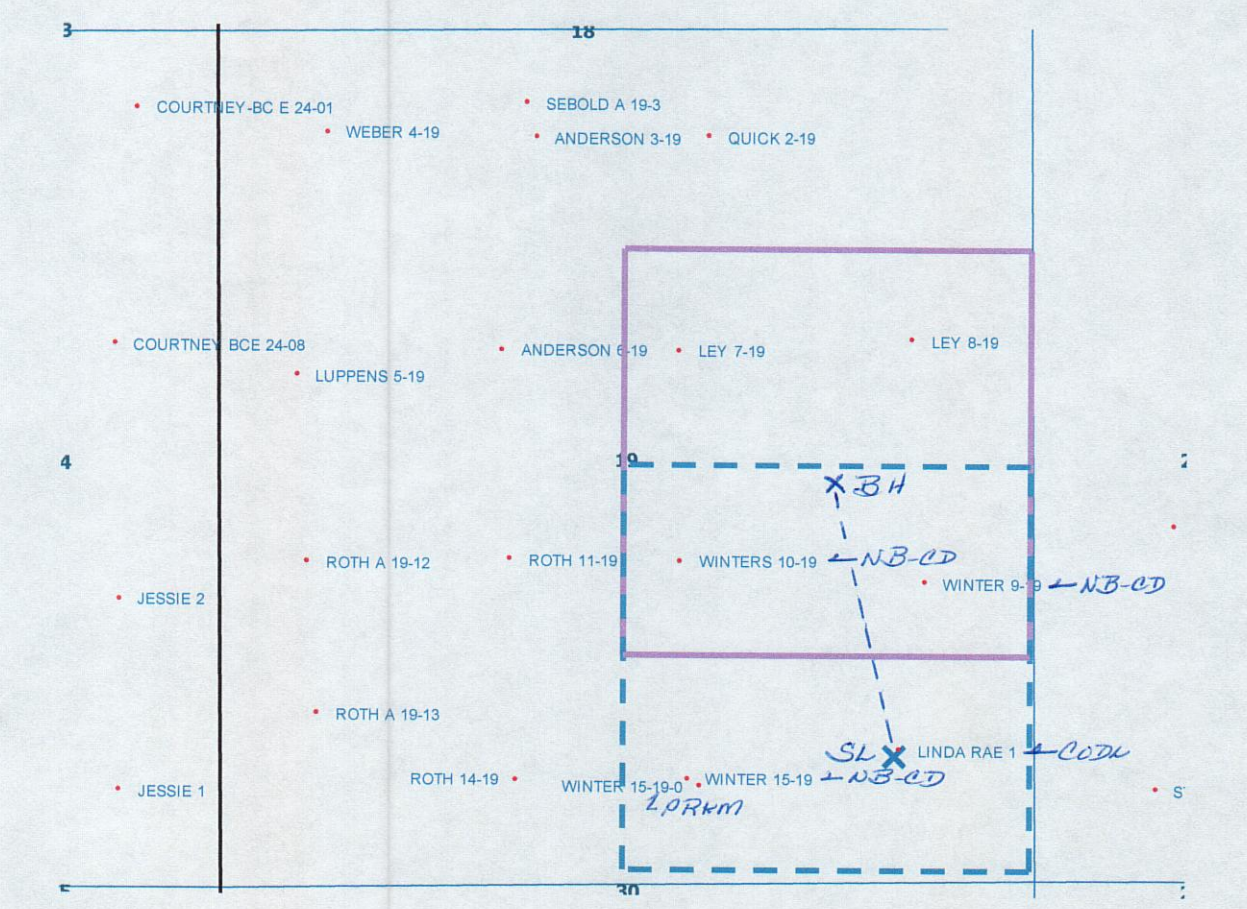 18
COURTNEY-BC E 24-01
SEBOLD A 19-3
WEBER 4-19
ANDERSON 3-19
QUICK 2-19
COURTNEY BCE 24-08
ANDERSON 6-19
LEY 7-19
LEY 8-19
LUPPENS 5-19
4
19
X-BH
ROTH A 19-12
ROTH 11-19
WINTERS 10-19
NB-CD
WINTER 9-19
NB-CD
JESSIE 2
ROTH A 19-13
SL
LINDA RAE 1
CODL
JESSIE 1
ROTH 14-19
WINTER 15-19-0
WINTER 15-19
NB-CD
PRKM
30